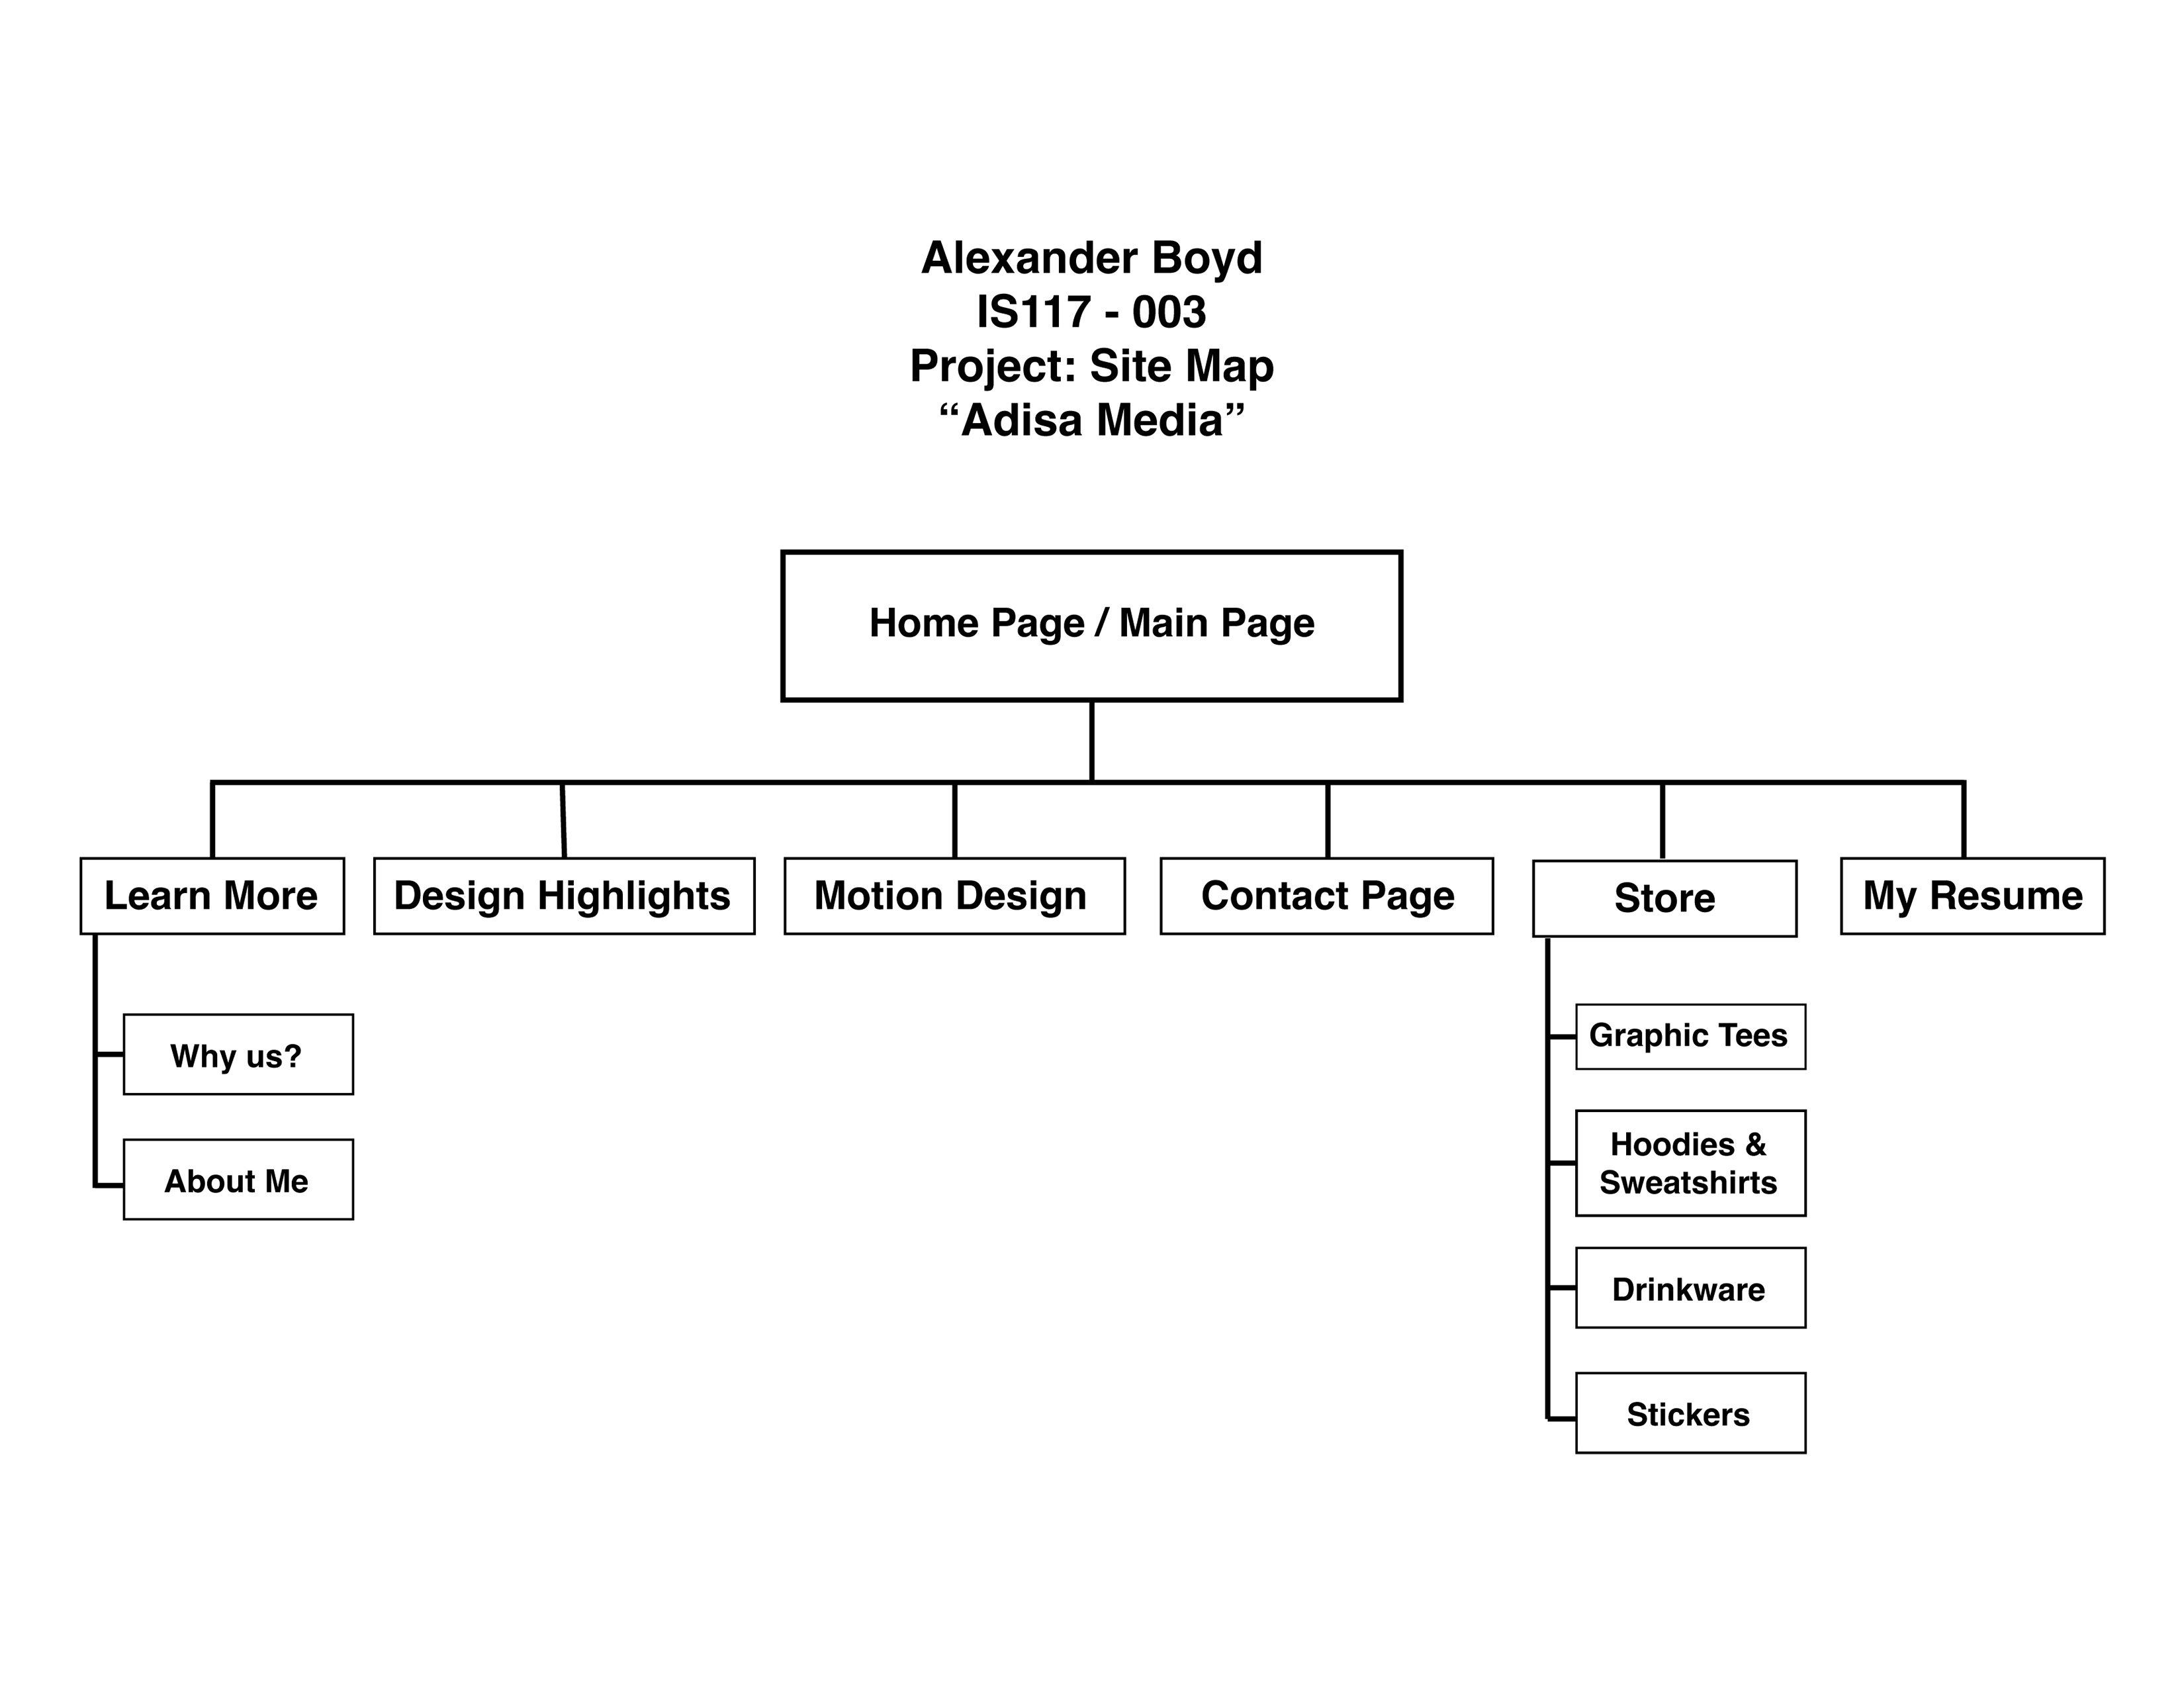 Alexander Boyd
IS117 - 003
Project: Site Map
“Adisa Media”
Home Page / Main Page
Learn More
Design Highlights
Motion Design
Contact Page
Store
My Resume
Why us?
About Me
Graphic Tees
Hoodies &
Sweatshirts
Drinkware
Stickers